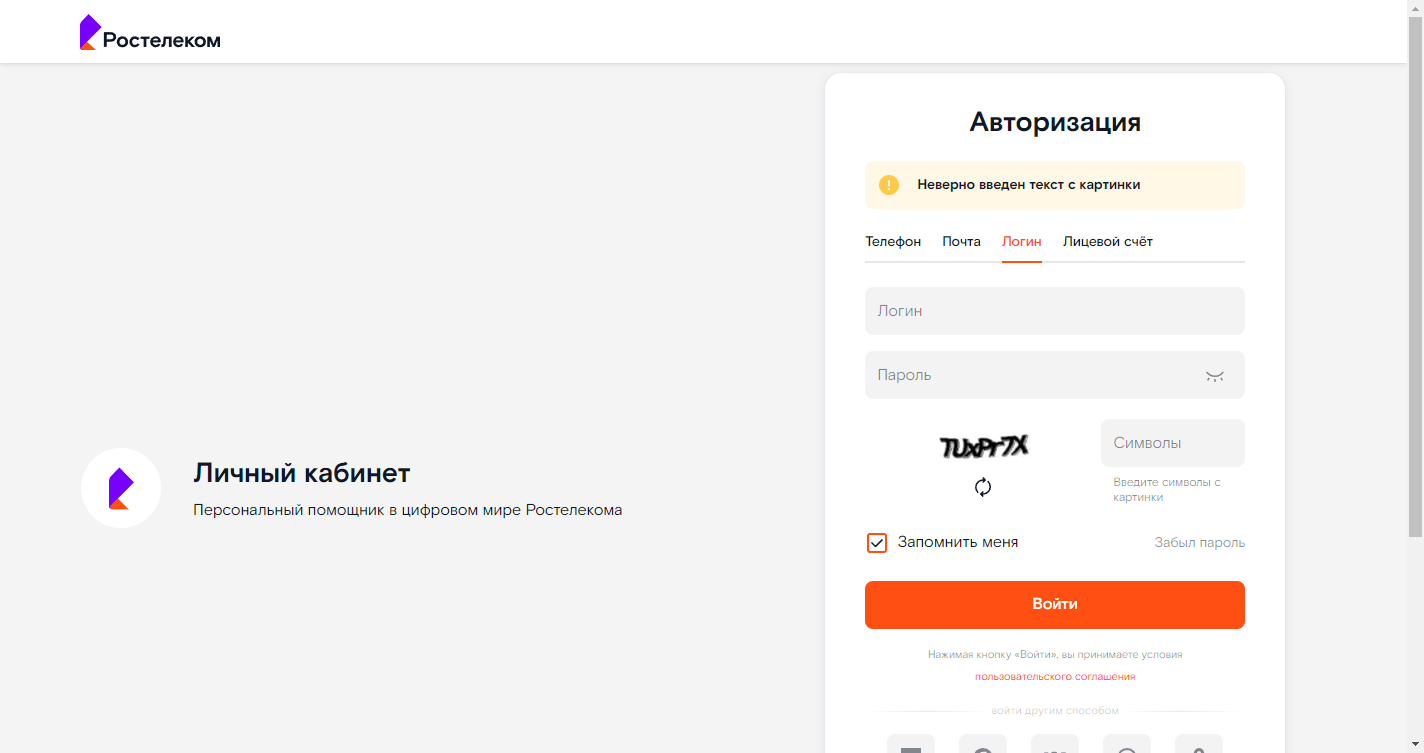 Ростелеком
Авторизация
Неверно введен текст с картинки
Телефон Почта Логин Лицевой счёт
Логин
Пароль
7UxPr7X
Символы
Введите символы с
картинки
Личный кабинет
Персональный помощник в цифровом мире Ростелекома
Запомнить меня Забыл пароль
Войти
Нажимая кнопку «Войти», вы принимаете условия
пользовательского соглашения
войти другим способом